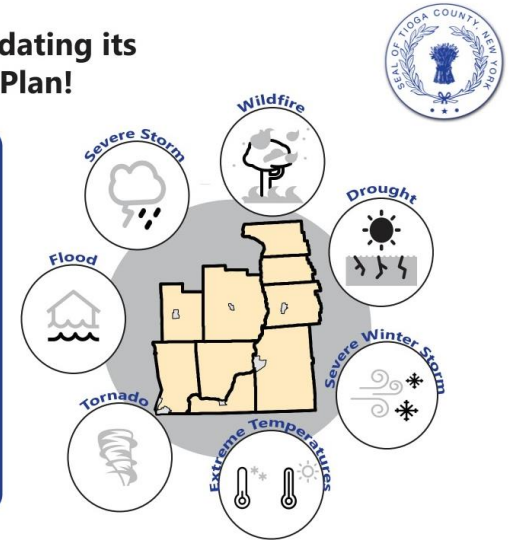 dating its
Plan!
SEAL OF TIOGA COUNTY, NEW YORK
Wildfire
Severe Storm
Drought
Flood
Severe Winter Storm
Tornado
Extreme Temperatures